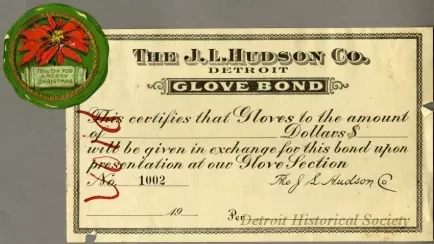 THE J.L. HUDSON CO.
DETROIT
GLOVE BOND
This certifies that Gloves to the amount
of Dollars $
will be given in exchange for this bond upon
presentation at our Glove Section
No. 1002 The J L Hudson Co
19 Per
Detroit Historical Society
A MERRY
CHRISTMAS